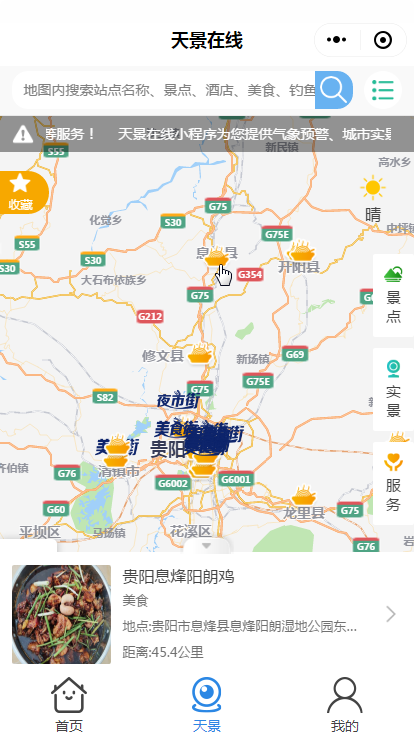 天景在线
地图内搜索站点名称、景点、酒店、美食、钓鱼
等服务！ 天景在线小程序为您提供气象预警、城市实景
S55
新民镇
高水乡
收藏
化觉乡
G75
晴
S30
G75E
中坪镇
S55
息烽县
S30
S30
开阳县
G354
大石布依族乡
景点
G75
G212
修文县
新场镇
G69
实景
G75E
G75
S82
夜市街
美食街
贵阳
齐伯镇
G76
清镇市
G6002
G6001
服务
G60
龙里县
G75
平坝区
马场镇
花溪区
G76
贵阳息烽阳朗鸡
美食
地点:贵阳市息烽县息烽阳朗湿地公园东...
距离:45.4公里
首页
天景
我的